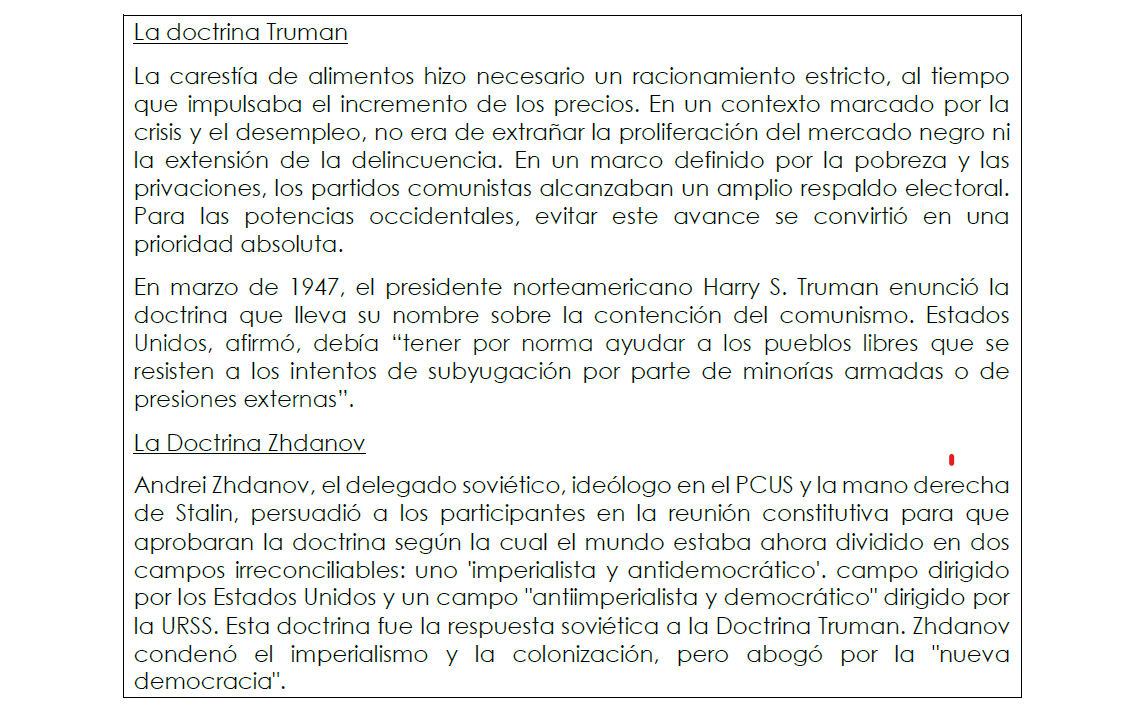 La doctrina Truman
La carestía de alimentos hizo necesario un racionamiento estricto, al tiempo
que impulsaba el incremento de los precios. En un contexto marcado por la
crisis y el desempleo, no era de extrañar la proliferación del mercado negro ni
la extensión de la delincuencia. En un marco definido por la pobreza y las
privaciones, los partidos comunistas alcanzaban un amplio respaldo electoral.
Para las potencias occidentales, evitar este avance se convirtió en una
prioridad absoluta.
En marzo de 1947, el presidente norteamericano Harry S. Truman enunció la
doctrina que lleva su nombre sobre la contención del comunismo. Estados
Unidos, afirmó, debía “tener por norma ayudar a los pueblos libres que se
resisten a los intentos de subyugación por parte de minorías armadas o de
presiones externas”.
La Doctrina Zhdanov
Andrei Zhdanov, el delegado soviético, ideólogo en el PCUS y la mano derecha
de Stalin, persuadió a los participantes en la reunión constitutiva para que
aprobaran la doctrina según la cual el mundo estaba ahora dividido en dos
campos irreconciliables: uno 'imperialista y antidemocrático'. campo dirigido
por los Estados Unidos y un campo "antiimperialista y democrático" dirigido por
la URSS. Esta doctrina fue la respuesta soviética a la Doctrina Truman. Zhdanov
condenó el imperialismo y la colonización, pero abogó por la "nueva
democracia".